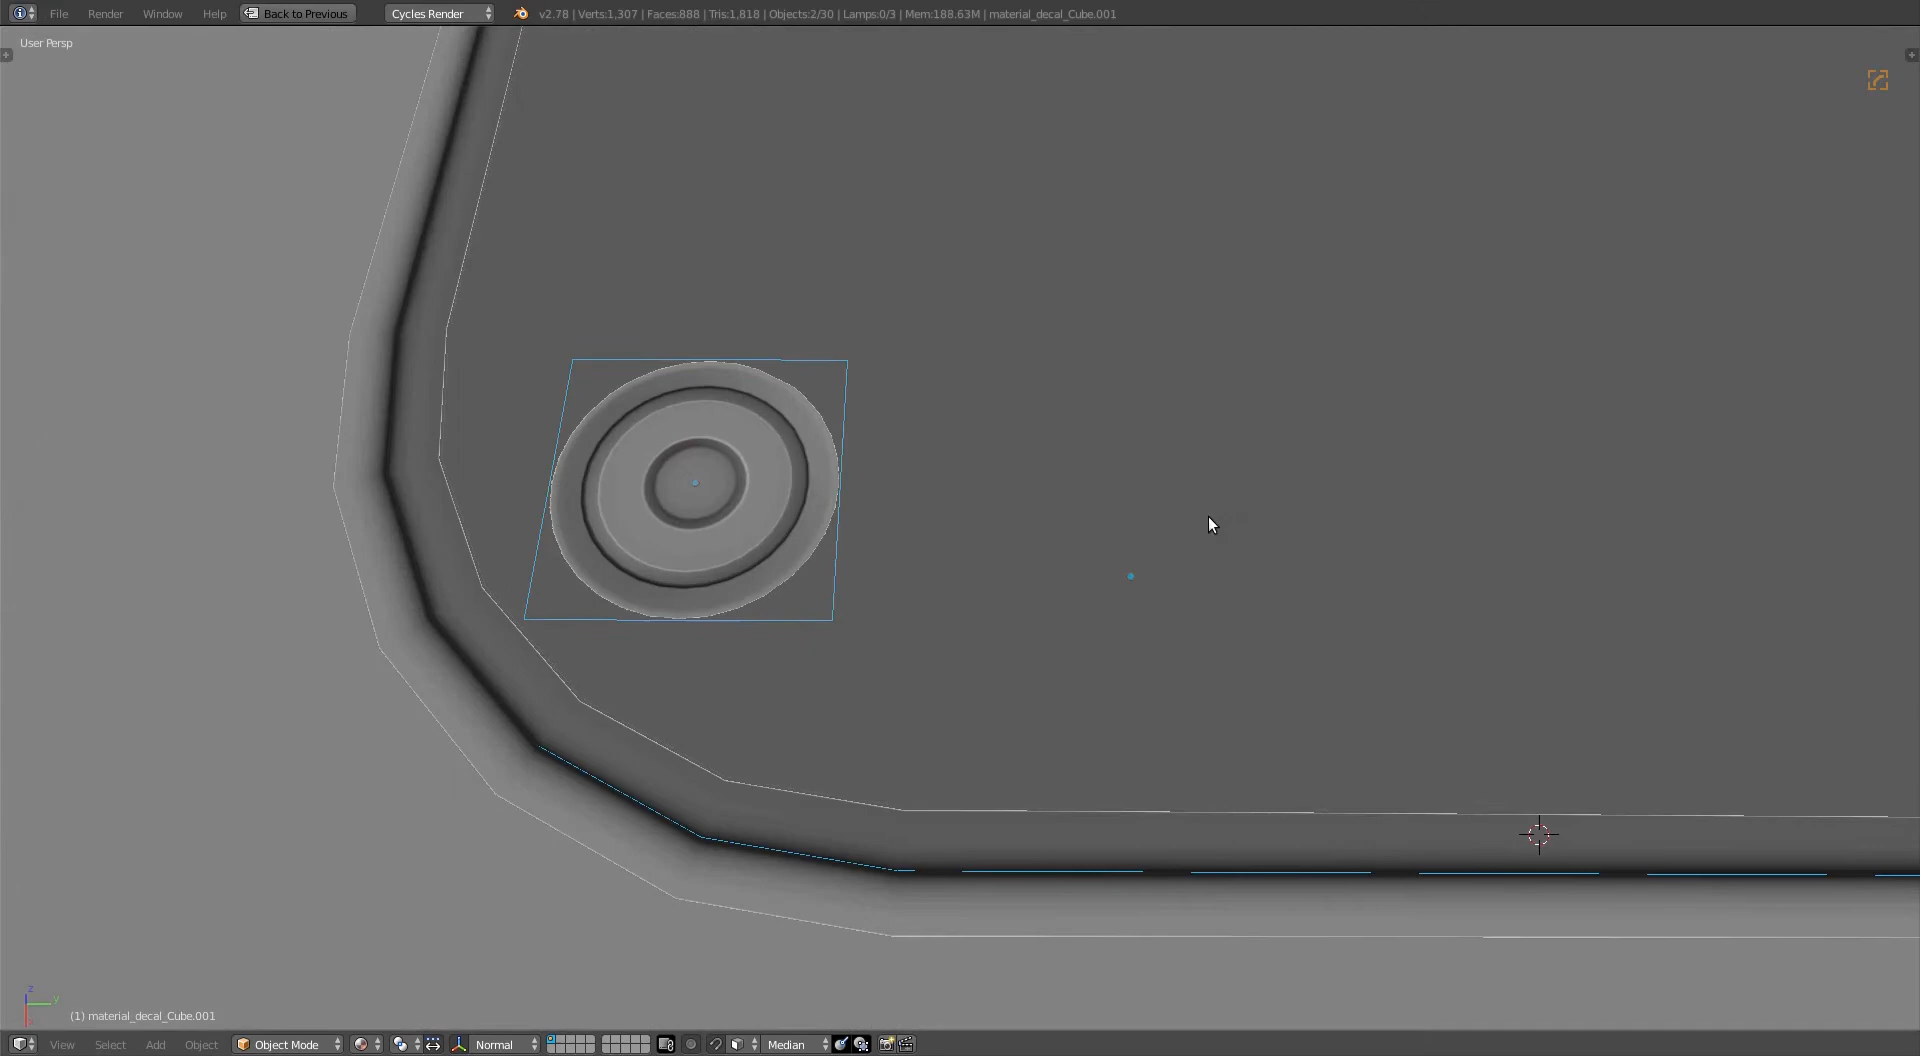 File Render Window Help Back to Previous Cycles Render v2.78 | Verts:1,307 | Faces:888 | Tris:1,818 | Objects:2/30 | Lamps:0/3 | Mem:188.63M | material_decal_Cube.001
User Persp
z
y
(1) material_decal_Cube.001
View Select Add Object Object Mode Normal Median